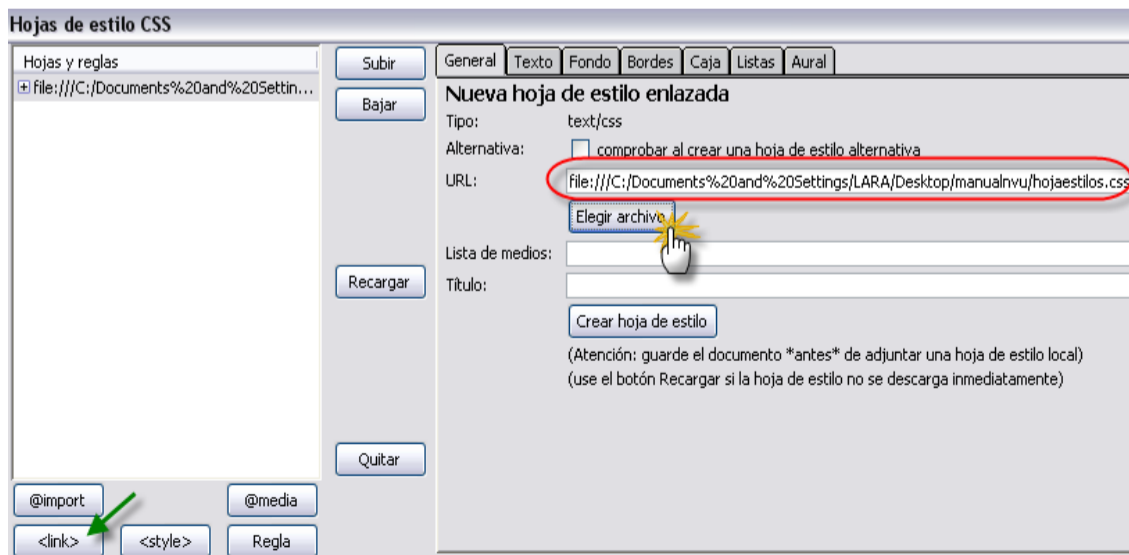 Hojas de estilo CSS
Hojas y reglas
file:///C:/Documents%20and%20Settin...
Subir
Bajar
Recargar
Quitar
@import
@media
<link>
<style>
Regla
General Texto Fondo Bordes Caja Listas Aural
Nueva hoja de estilo enlazada
Tipo: text/css
Alternativa: comprobar al crear una hoja de estilo alternativa
URL: file:///C:/Documents%20and%20Settings/LARA/Desktop/manualnvu/hojaestilos.css
Elegir archivo
Lista de medios:
Título:
Crear hoja de estilo
(Atención: guarde el documento *antes* de adjuntar una hoja de estilo local)
(use el botón Recargar si la hoja de estilo no se descarga inmediatamente)